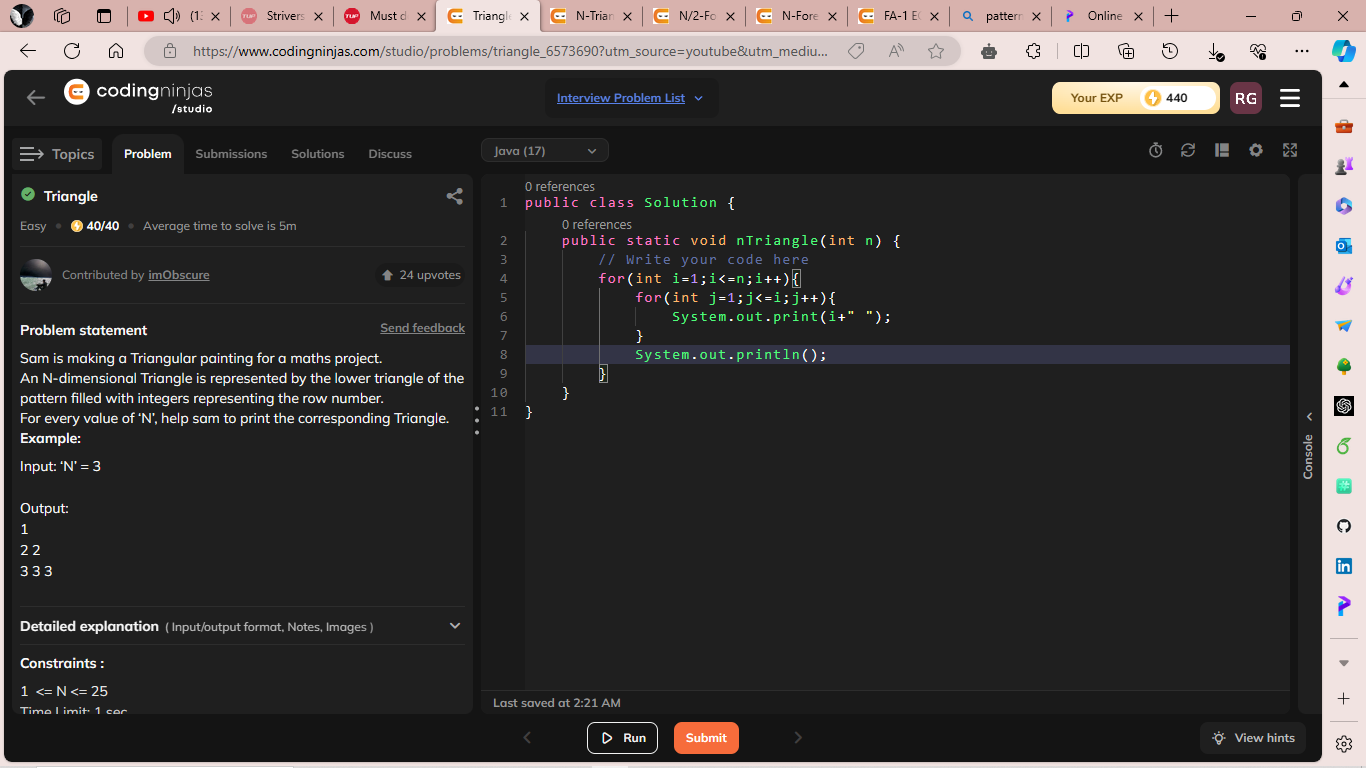 (1:
Strivers
Must d
Triangle
N-Trian
N/2-Fo
N-Fore
FA-1 EC
pattern
Online
https://www.codingninjas.com/studio/problems/triangle_6573690?utm_source=youtube&utm_mediu...
codingninjas
/studio
Interview Problem List
Your EXP
440
RG
Topics
Problem
Submissions
Solutions
Discuss
Java (17)
Triangle
Easy
40/40
Average time to solve is 5m
Contributed by imObscure
24 upvotes
Problem statement
Send feedback
Sam is making a Triangular painting for a maths project.
An N-dimensional Triangle is represented by the lower triangle of the
pattern filled with integers representing the row number.
For every value of ‘N’, help sam to print the corresponding Triangle.
Example:
Input: ‘N’ = 3
Output:
1
2 2
3 3 3
Detailed explanation ( Input/output format, Notes, Images )
Constraints :
1 <= N <= 25
Time Limit: 1 sec
0 references
1 public class Solution {
0 references
2 public static void nTriangle(int n) {
3 // Write your code here
4 for(int i=1;i<=n;i++){
5 for(int j=1;j<=i;j++){
6 System.out.print(i+" ");
7 }
8 System.out.println();
9 }
10 }
11 }
Console
Last saved at 2:21 AM
Run
Submit
View hints